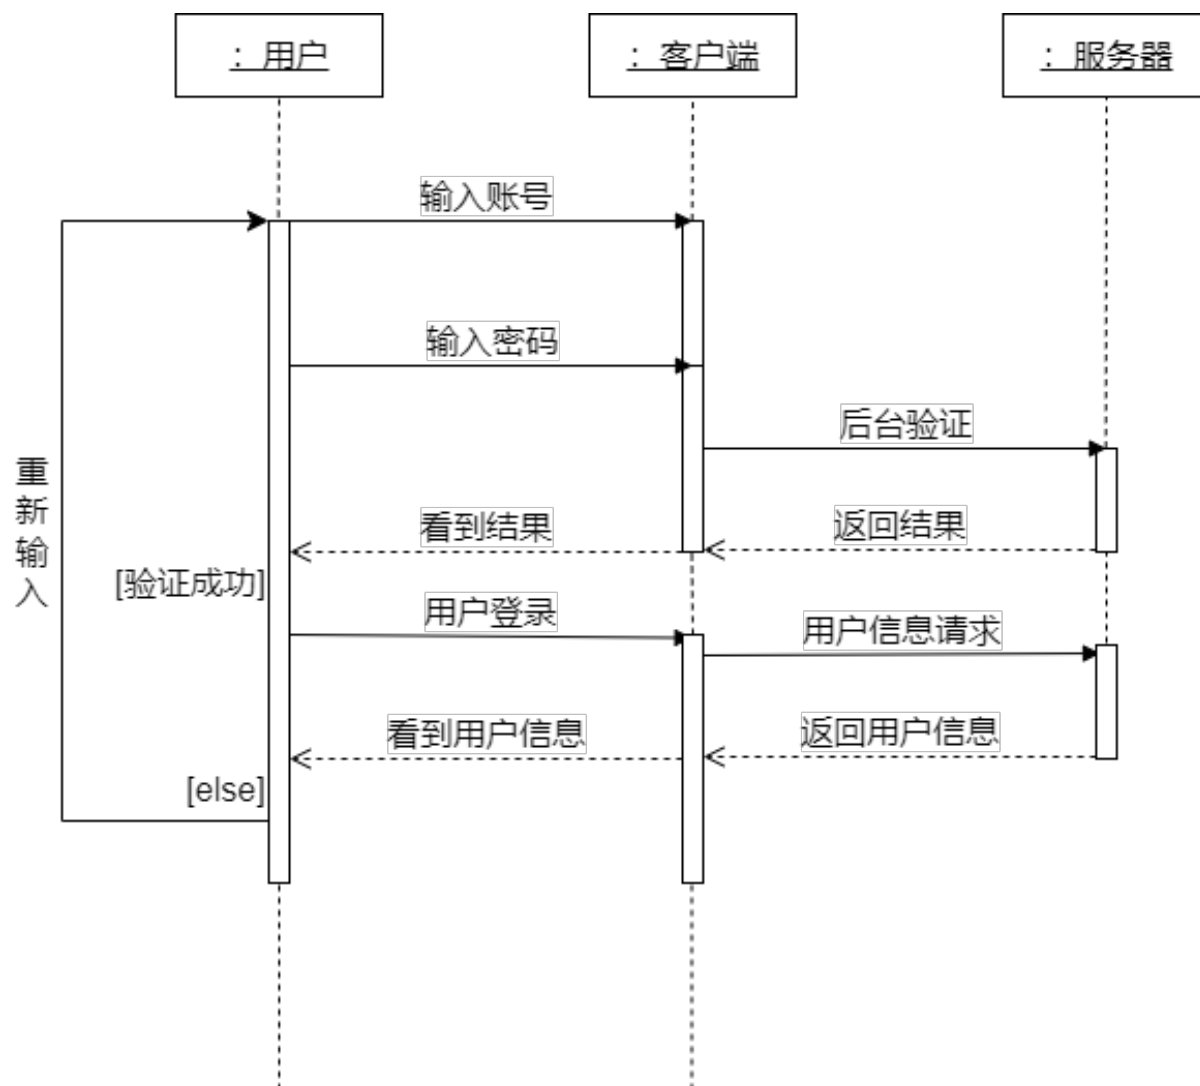 ：用户
：客户端
：服务器
输入账号
输入密码
后台验证
重新输入
看到结果
返回结果
[验证成功]
用户登录
用户信息请求
看到用户信息
返回用户信息
[else]